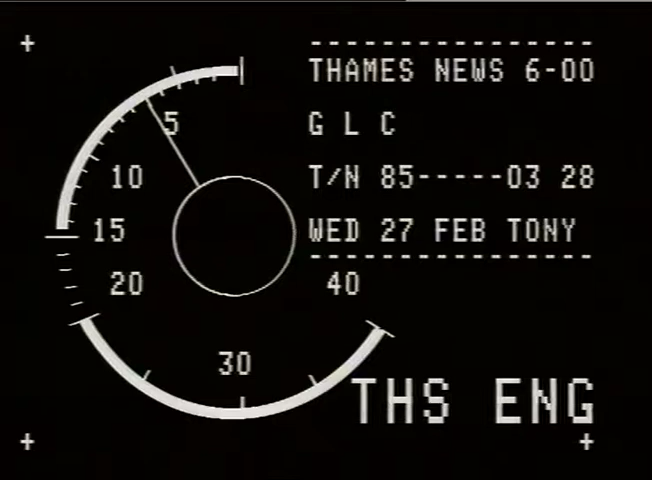 THAMES NEWS 6-00
G L C
T/N 85-----03 28
WED 27 FEB TONY
5
10
15
20
30
40
THS ENG